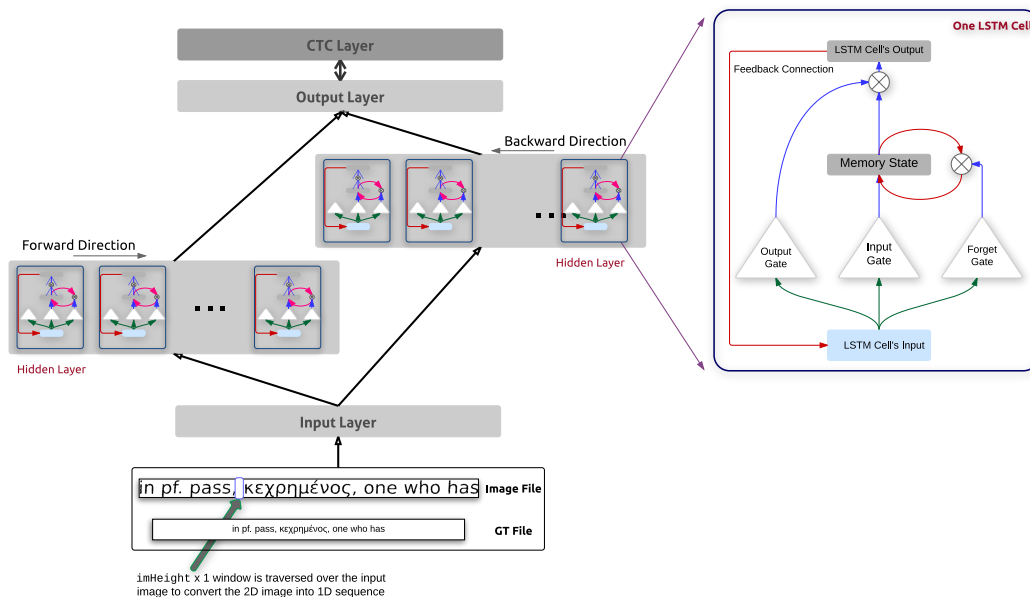 CTC Layer
Output Layer
Backward Direction
...
Hidden Layer
Forward Direction
...
Hidden Layer
Input Layer
in pf. pass, κεχρημένος, one who has
Image File
in pf. pass, κεχρημένος, one who has
GT File
imHeight x 1 window is traversed over the input
image to convert the 2D image into 1D sequence
One LSTM Cell
LSTM Cell's Output
Feedback Connection
Memory State
Output
Gate
Input
Gate
Forget
Gate
LSTM Cell's Input